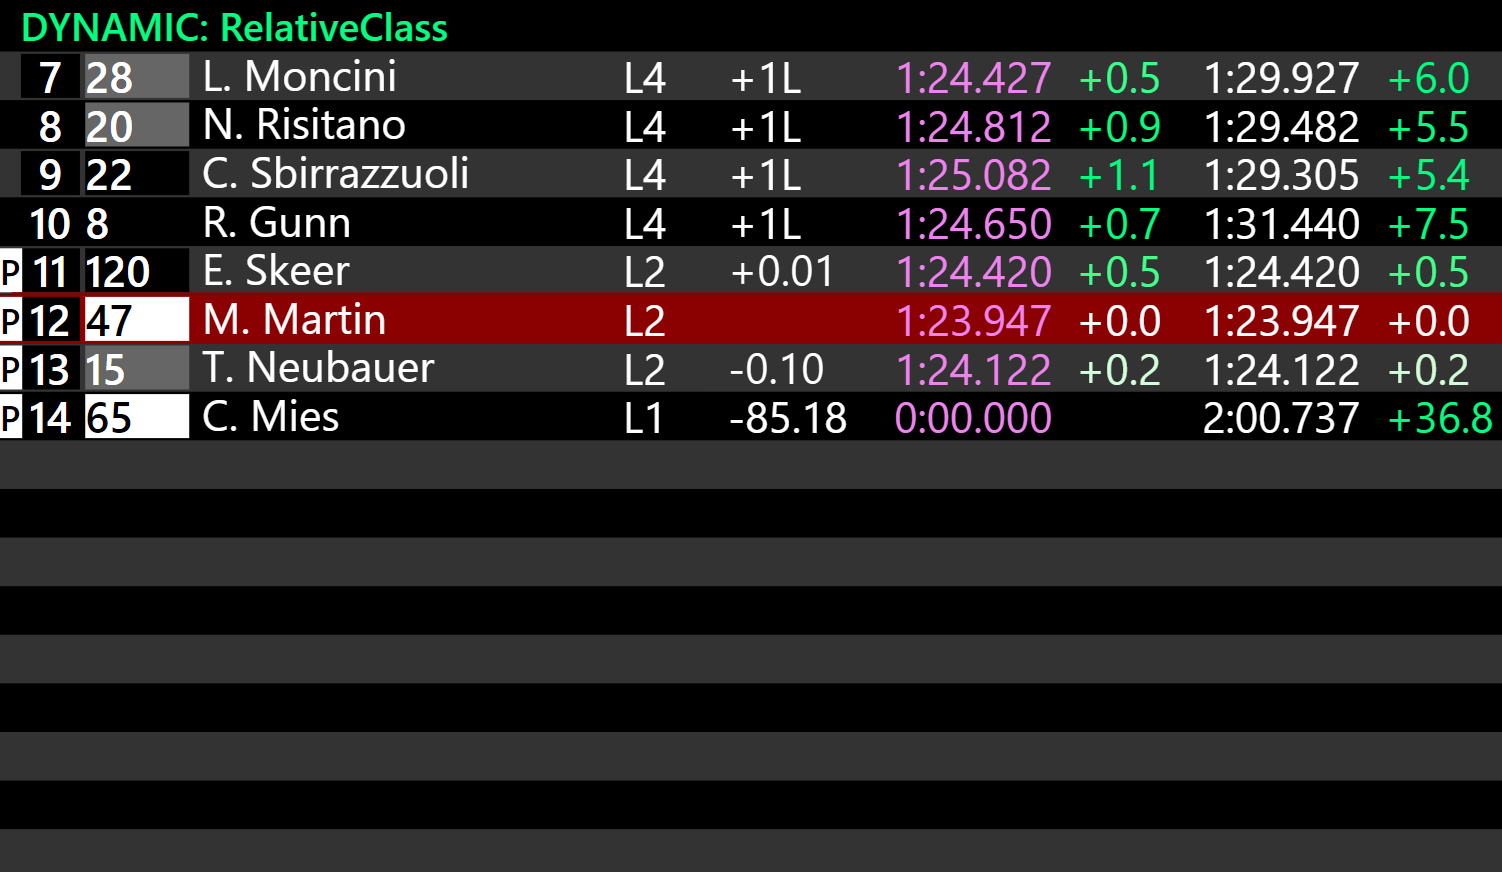 DYNAMIC: RelativeClass
7 28 L. Moncini L4 +1L 1:24.427 +0.5 1:29.927 +6.0
8 20 N. Risitano L4 +1L 1:24.812 +0.9 1:29.482 +5.5
9 22 C. Sbirrazzuoli L4 +1L 1:25.082 +1.1 1:29.305 +5.4
10 8 R. Gunn L4 +1L 1:24.650 +0.7 1:31.440 +7.5
P 11 120 E. Skeer L2 +0.01 1:24.420 +0.5 1:24.420 +0.5
P 12 47 M. Martin L2 1:23.947 +0.0 1:23.947 +0.0
P 13 15 T. Neubauer L2 -0.10 1:24.122 +0.2 1:24.122 +0.2
P 14 65 C. Mies L1 -85.18 0:00.000 2:00.737 +36.8